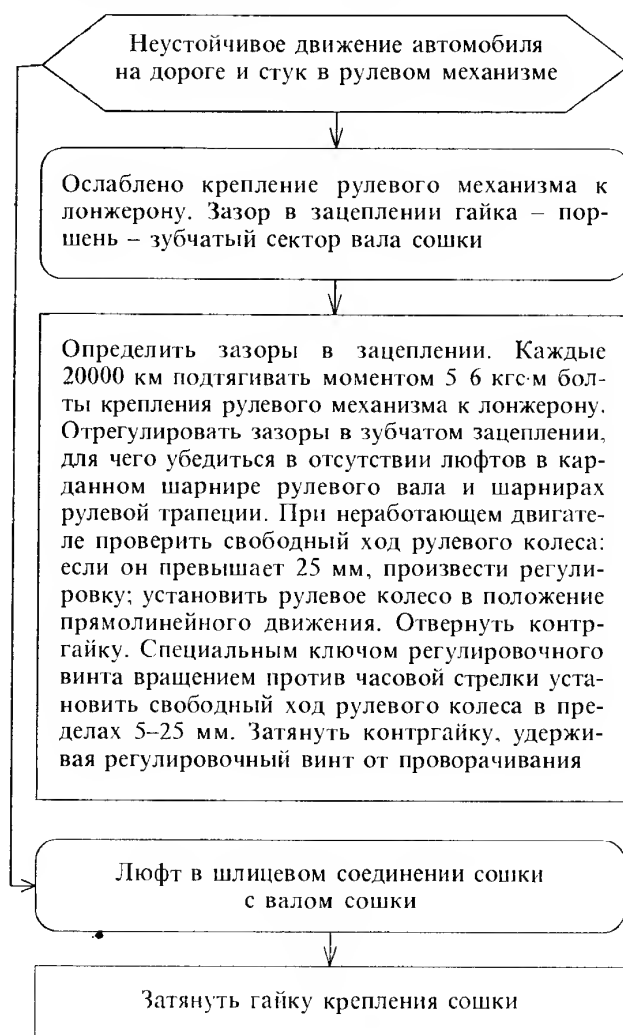 Неустойчивое движение автомобиля
на дороге и стук в рулевом механизме
Ослаблено крепление рулевого механизма к
лонжерону. Зазор в зацеплении гайка – пор-
шень – зубчатый сектор вала сошки
Определить зазоры в зацеплении. Каждые
20000 км подтягивать моментом 5 6 кгс·м бол-
ты крепления рулевого механизма к лонжерону.
Отрегулировать зазоры в зубчатом зацеплении,
для чего убедиться в отсутствии люфтов в кар-
данном шарнире рулевого вала и шарнирах
рулевой трапеции. При неработающем двигате-
ле проверить свободный ход рулевого колеса:
если он превышает 25 мм, произвести регули-
ровку; установить рулевое колесо в положение
прямолинейного движения. Отвернуть контр-
гайку. Специальным ключом регулировочного
винта вращением против часовой стрелки уста-
новить свободный ход рулевого колеса в пре-
делах 5–25 мм. Затянуть контргайку, удержи-
вая регулировочный винт от проворачивания
Люфт в шлицевом соединении сошки
с валом сошки
Затянуть гайку крепления сошки